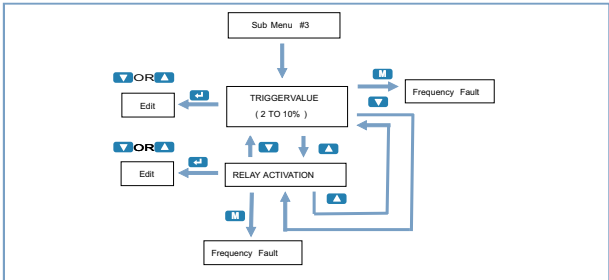 Sub Menu #3
OR
Edit
TRIGGERVALUE
( 2 TO 10% )
M
Frequency Fault
OR
Edit
RELAY ACTIVATION
M
Frequency Fault